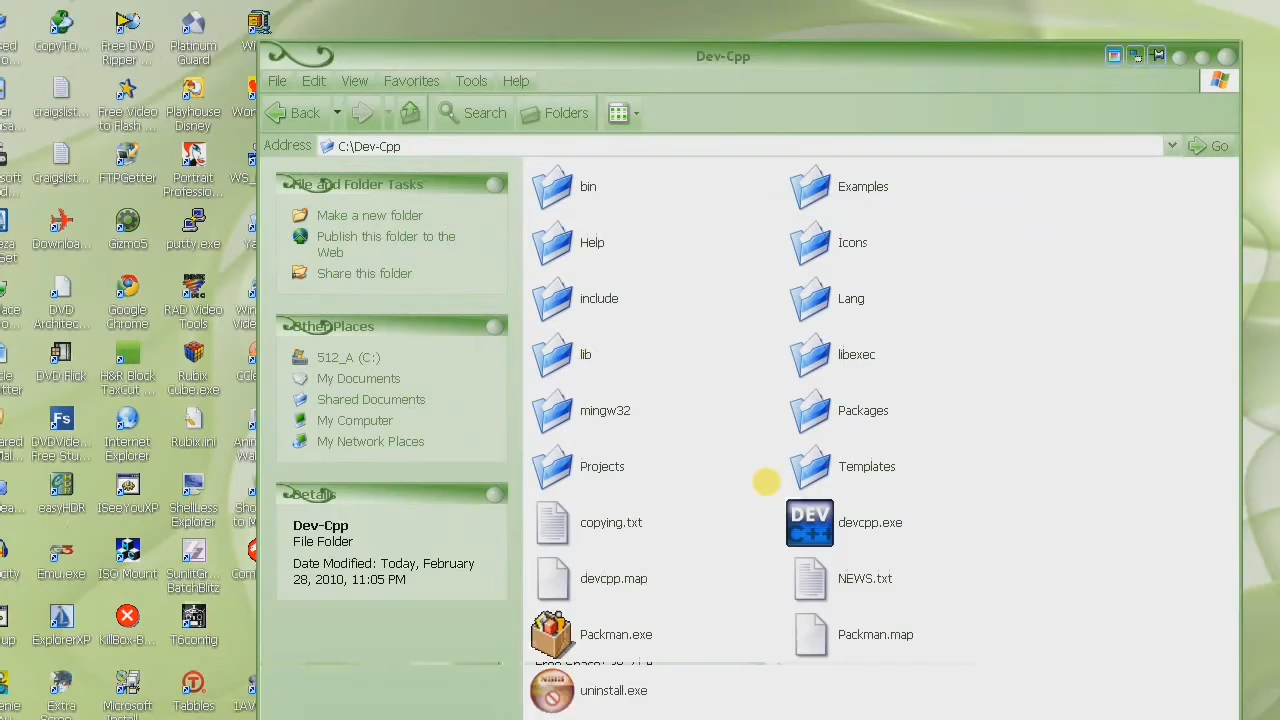 CopyTo...
Free DVD
Ripper ...
Platinum
Guard
craigslist...
Free Video
to Flash ...
Playhouse
Disney
Craigslist...
FTPGetter
Portrait
Professio...
Downloa...
Gizmo5
putty.exe
DVD
Architec...
Google
Chrome
RAD Video
Tools
DVD Flick
H&R Block
TaxCut ...
Rubix
Cube.exe
DVDVide...
Free Stu...
Internet
Explorer
Rubix.ini
easyHDR
ISeeYouXP
ShellLess
Explorer
Emu.exe
ISO Mount
SunlitGr...
BatchBlitz
ExplorerXP
KillBox-B...
T6config
Extra
Microsoft
Tabbles
Dev-Cpp
File Edit View Favorites Tools Help
Back Search Folders
Address C:\Dev-Cpp Go
File and Folder Tasks
Make a new folder
Publish this folder to the
Web
Share this folder
Other Places
512_A (C:)
My Documents
Shared Documents
My Computer
My Network Places
Details
Dev-Cpp
File Folder
Date Modified: Today, February
28, 2010, 11:05 PM
bin
Examples
Help
Icons
include
Lang
lib
libexec
mingw32
Packages
Projects
Templates
copying.txt
DEV
C++
devcpp.exe
devcpp.map
NEWS.txt
Packman.exe
Packman.map
uninstall.exe